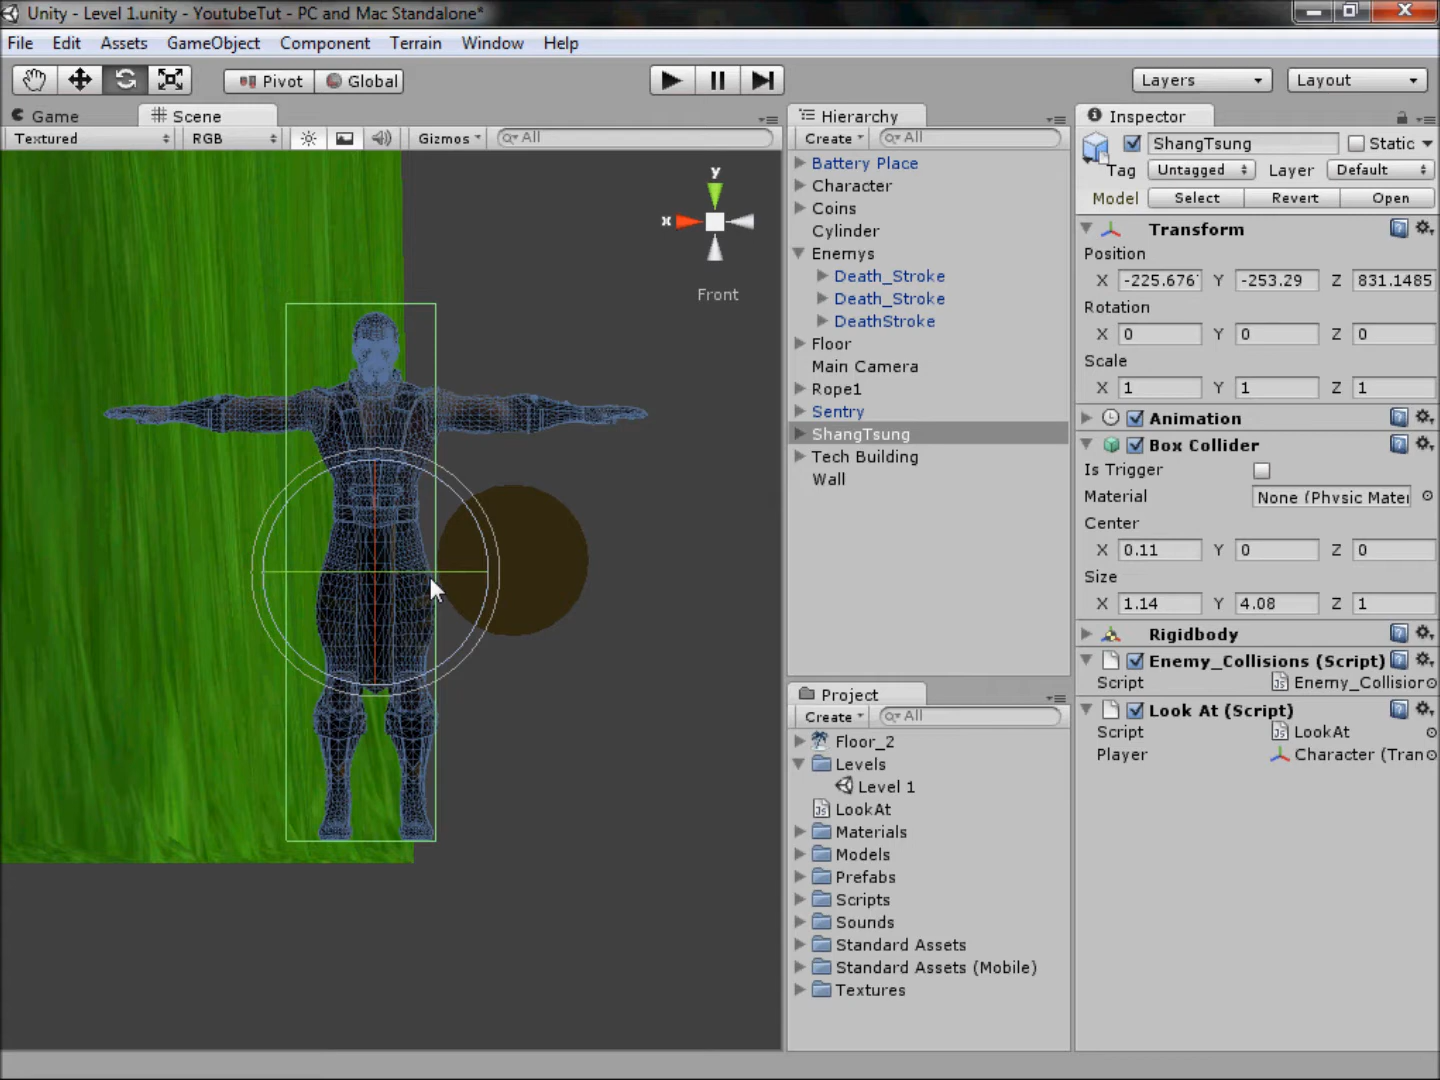 Unity - Level 1.unity - YoutubeTut - PC and Mac Standalone*
File Edit Assets GameObject Component Terrain Window Help
Pivot Global Layers Layout
Game Scene
Textured RGB Gizmos All
y
x
Front
Hierarchy
Create All
Battery Place
Character
Coins
Cylinder
Enemys
Death_Stroke
Death_Stroke
DeathStroke
Floor
Main Camera
Rope1
Sentry
ShangTsung
Tech Building
Wall
Project
Create All
Floor_2
Levels
Level 1
LookAt
Materials
Models
Prefabs
Scripts
Sounds
Standard Assets
Standard Assets (Mobile)
Textures
Inspector
ShangTsung Static
Tag Untagged Layer Default
Model Select Revert Open
Transform
Position
X -225.676 Y -253.29 Z 831.1485
Rotation
X 0 Y 0 Z 0
Scale
X 1 Y 1 Z 1
Animation
Box Collider
Is Trigger
Material None (Physic Mater
Center
X 0.11 Y 0 Z 0
Size
X 1.14 Y 4.08 Z 1
Rigidbody
Enemy_Collisions (Script)
Script Enemy_Collision
Look At (Script)
Script LookAt
Player Character (Tran